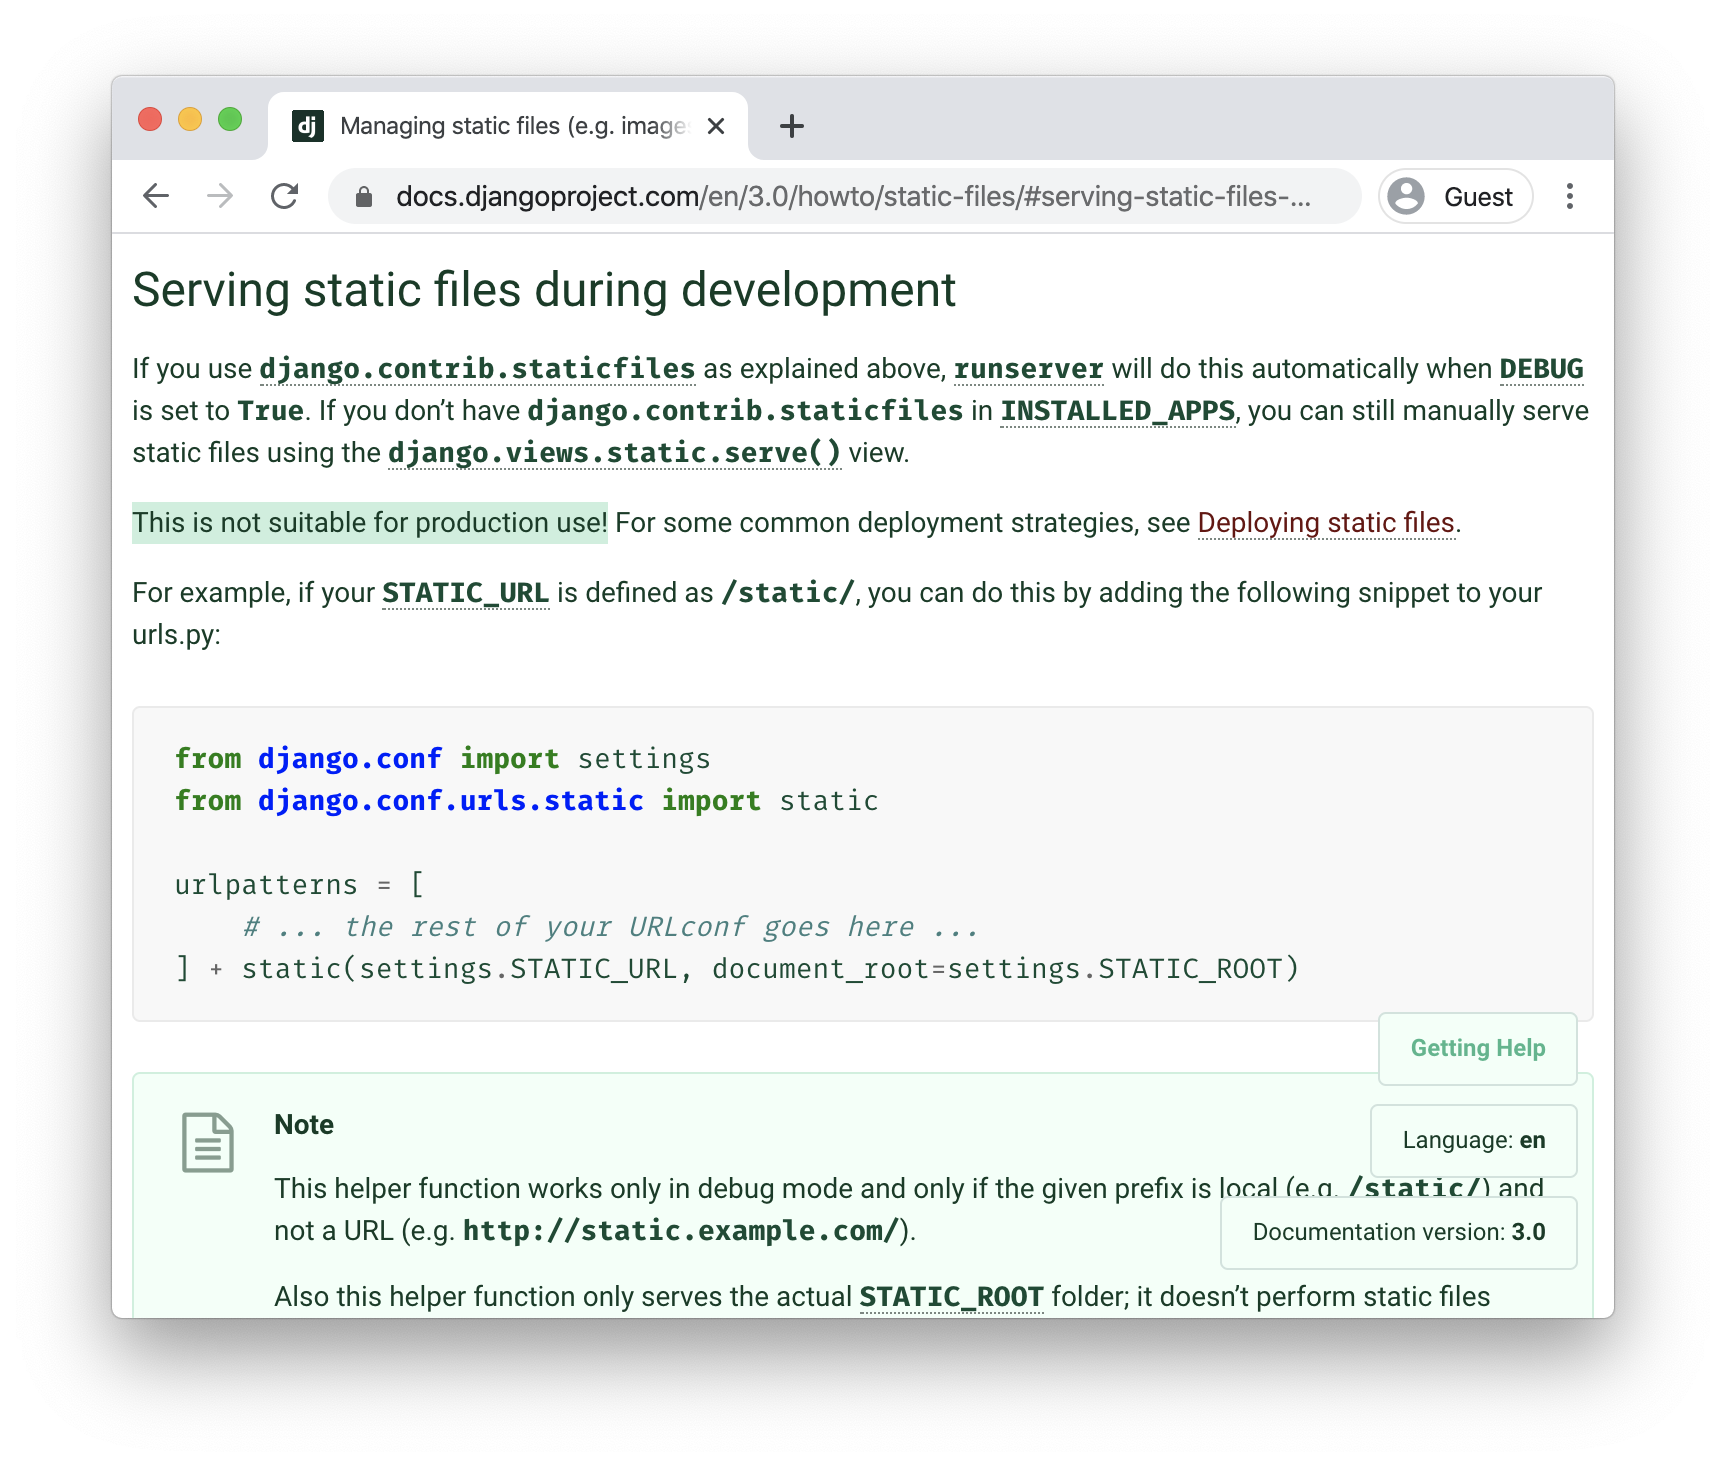 dj Managing static files (e.g. image
docs.djangoproject.com/en/3.0/howto/static-files/#serving-static-files-... Guest
Serving static files during development
If you use django.contrib.staticfiles as explained above, runserver will do this automatically when DEBUG
is set to True. If you don’t have django.contrib.staticfiles in INSTALLED_APPS, you can still manually serve
static files using the django.views.static.serve() view.
This is not suitable for production use! For some common deployment strategies, see Deploying static files.
For example, if your STATIC_URL is defined as /static/, you can do this by adding the following snippet to your
urls.py:
from django.conf import settings
from django.conf.urls.static import static
urlpatterns = [
# ... the rest of your URLconf goes here ...
] + static(settings.STATIC_URL, document_root=settings.STATIC_ROOT)
Getting Help
Note
Language: en
This helper function works only in debug mode and only if the given prefix is local (e.g. /static/) and
not a URL (e.g. http://static.example.com/).
Documentation version: 3.0
Also this helper function only serves the actual STATIC_ROOT folder; it doesn’t perform static files